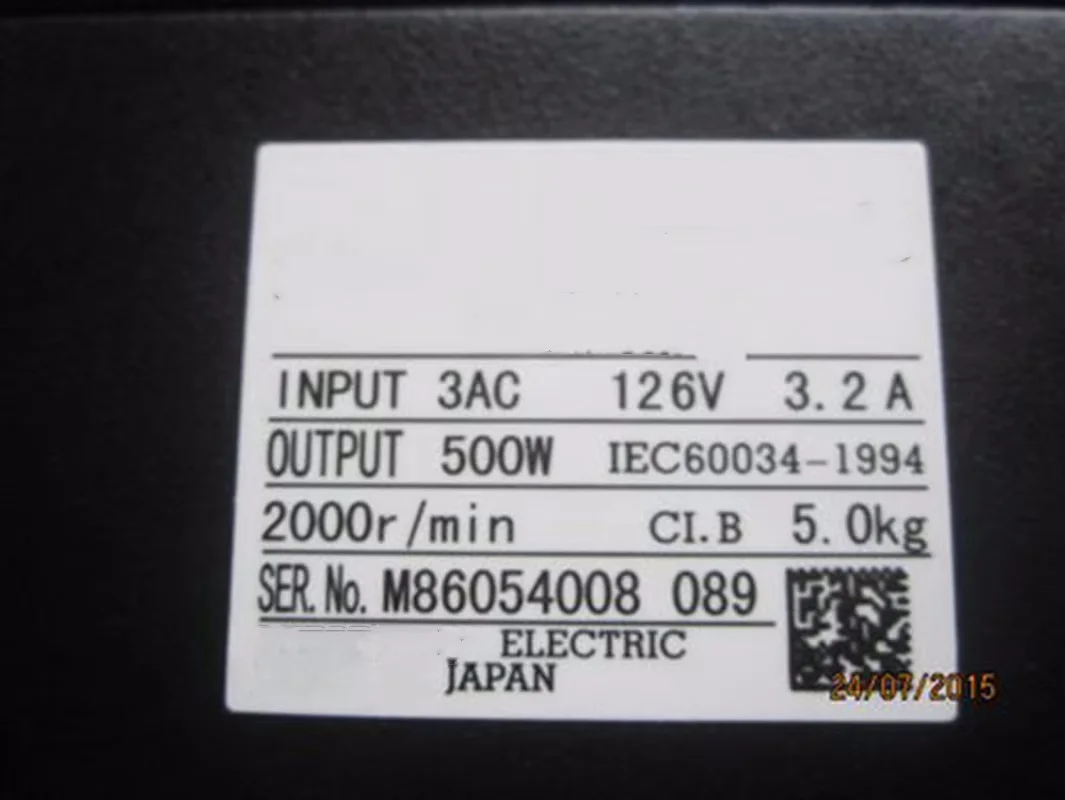 INPUT 3AC 126V 3.2A
OUTPUT 500W IEC60034-1994
2000r/min CI.B 5.0kg
SER.No. M86054008 089
ELECTRIC
JAPAN
24/07/2015